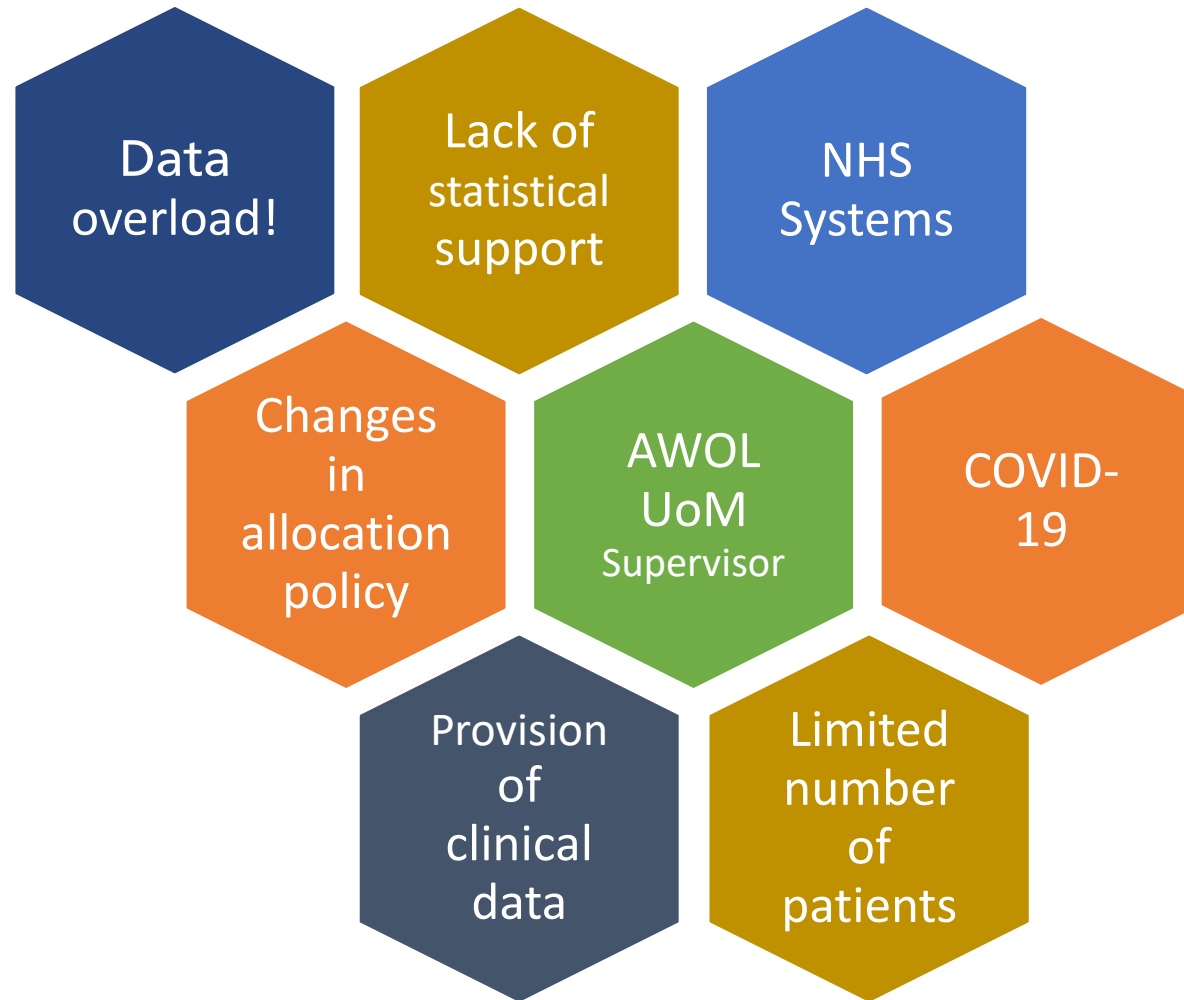 Data
overload!
Lack of
statistical
support
NHS
Systems
Changes
in
allocation
policy
AWOL
UoM
Supervisor
COVID-
19
Provision
of
clinical
data
Limited
number
of
patients